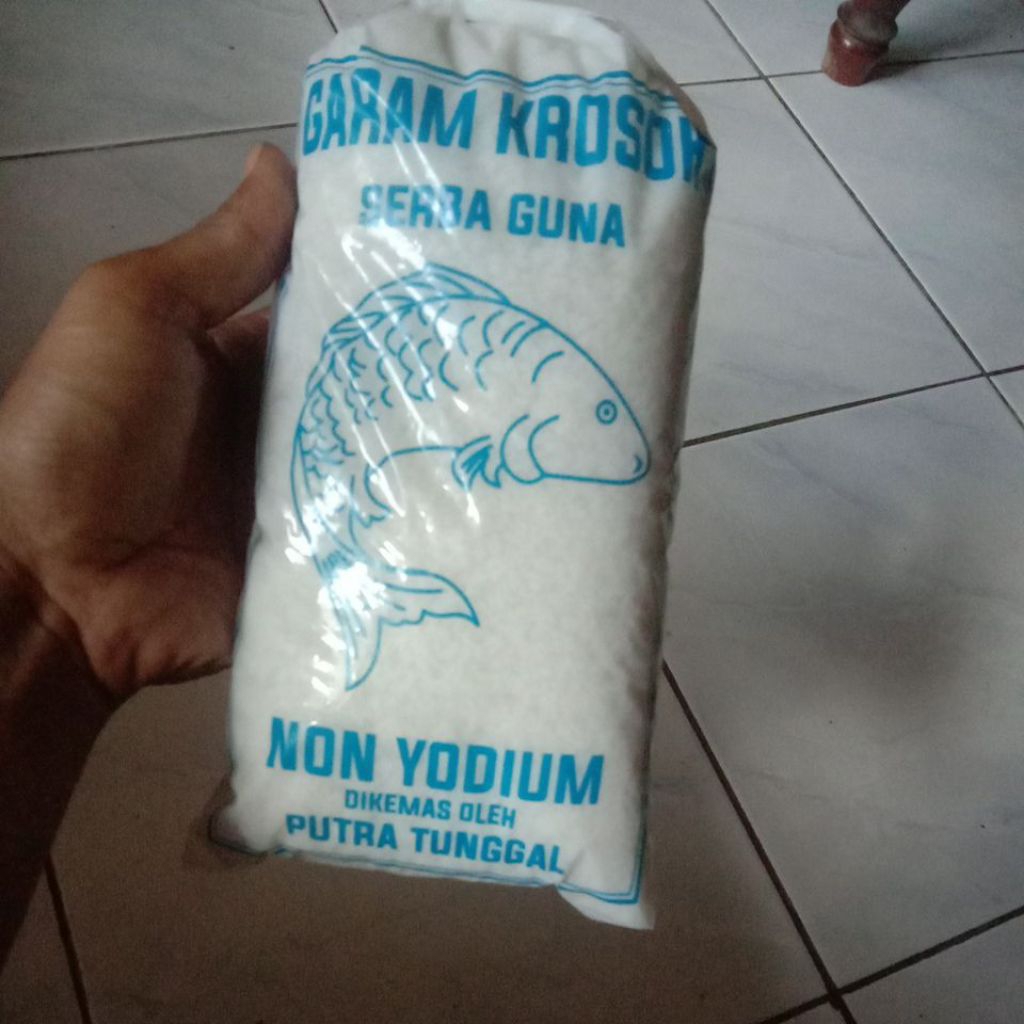 GARAM KROSOK
SERBA GUNA
NON YODIUM
DIKEMAS OLEH
PUTRA TUNGGAL